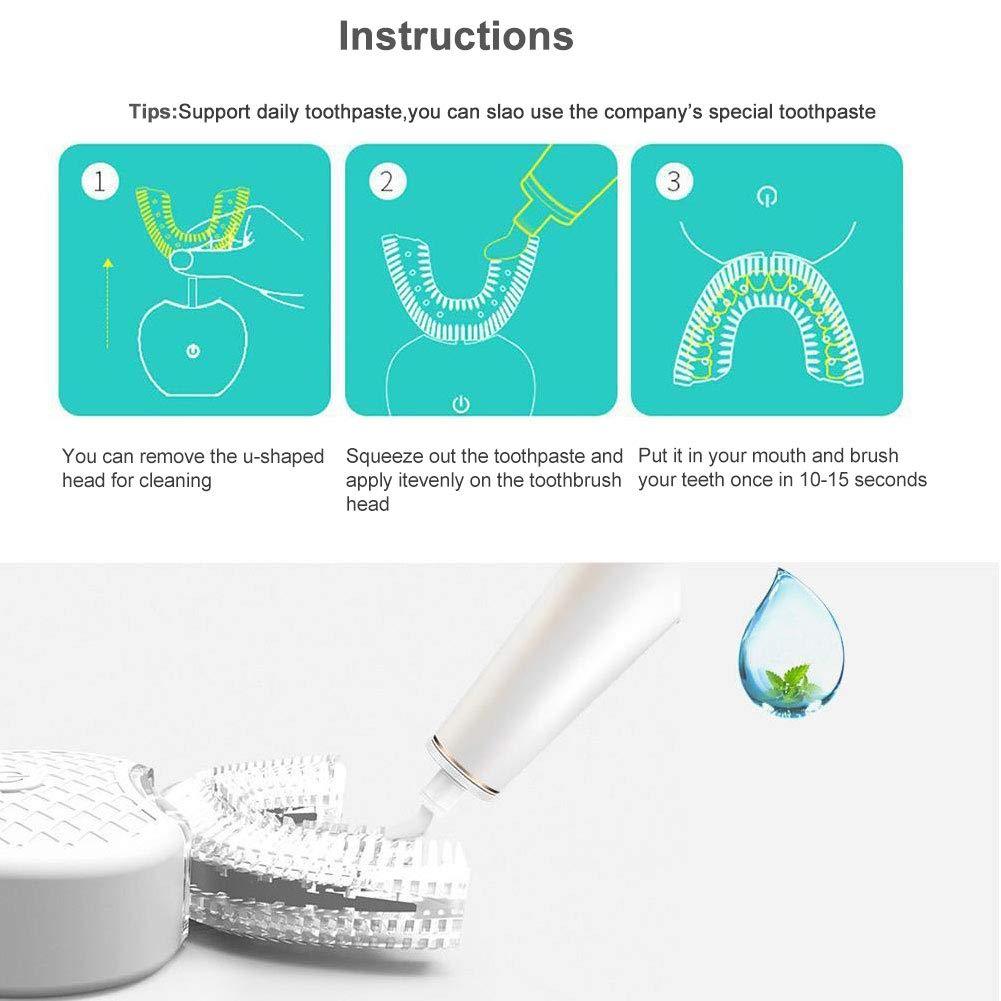 Instructions
Tips:Support daily toothpaste,you can slao use the company's special toothpaste
1
2
3
You can remove the u-shaped
head for cleaning
Squeeze out the toothpaste and
apply itevenly on the toothbrush
head
Put it in your mouth and brush
your teeth once in 10-15 seconds